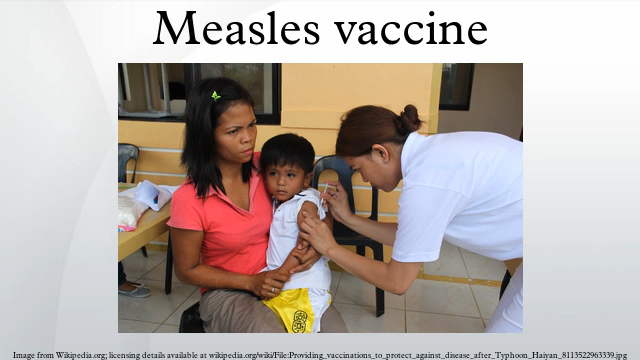 Measles vaccine
Image from Wikipedia.org; licensing details available at wikipedia.org/wiki/File:Providing_vaccinations_to_protect_against_disease_after_Typhoon_Haiyan_8113522963339.jpg